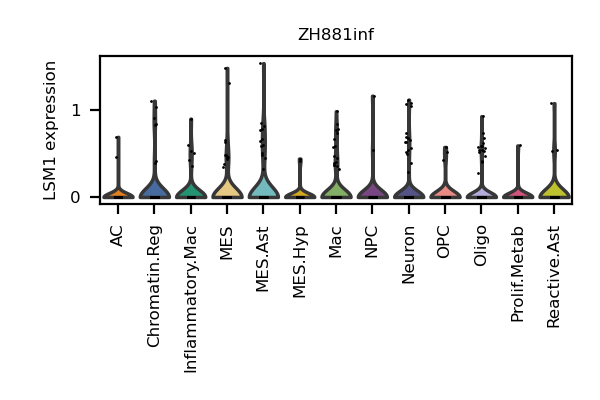 ZH881inf
LSM1 expression
1
0
AC
Chromatin.Reg
Inflammatory.Mac
MES
MES.Ast
MES.Hyp
Mac
NPC
Neuron
OPC
Oligo
Prolif.Metab
Reactive.Ast